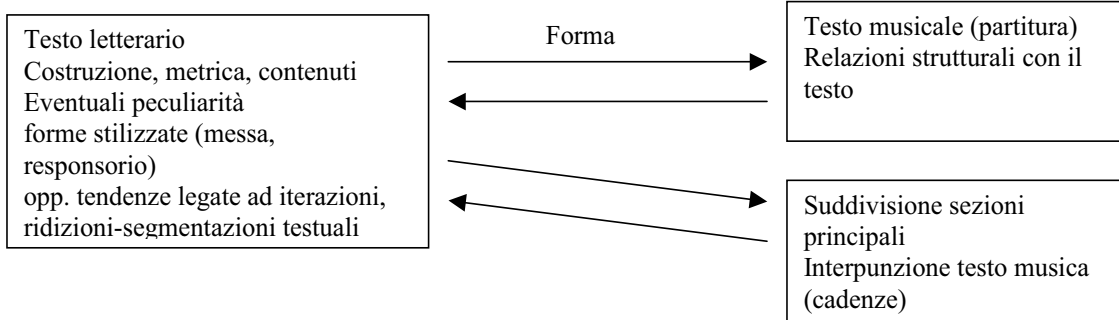 Testo letterario
Costruzione, metrica, contenuti
Eventuali peculiarità
forme stilizzate (messa,
responsorio)
opp. tendenze legate ad iterazioni,
ridizioni-segmentazioni testuali
Forma
Testo musicale (partitura)
Relazioni strutturali con il
testo
Suddivisione sezioni
principali
Interpunzione testo musica
(cadenze)